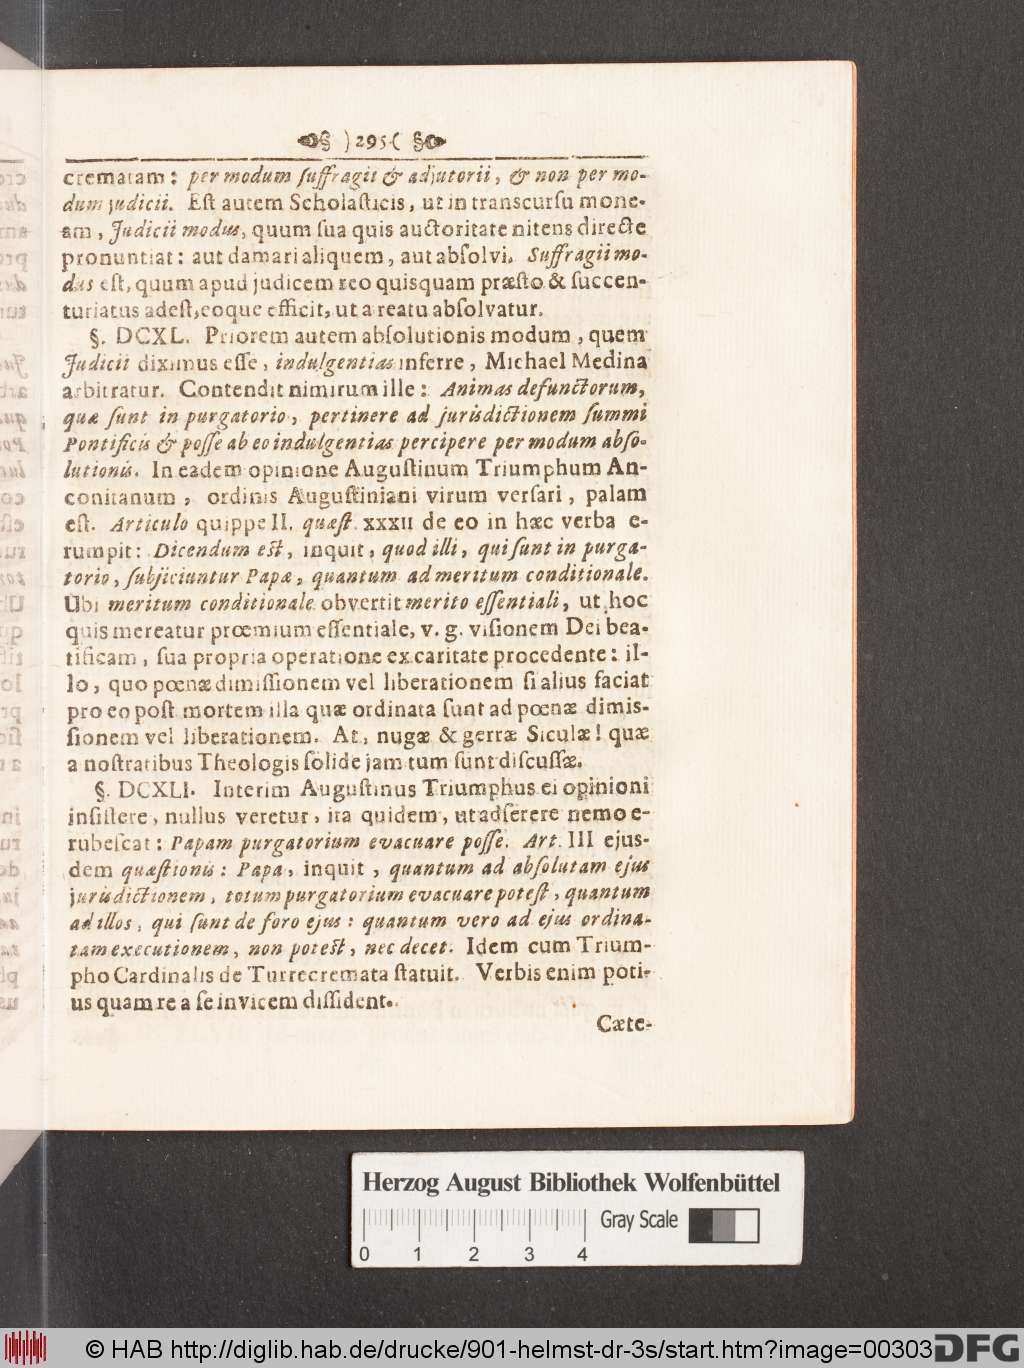 § )295( §
crematam: per modum ſuffragii & adjutorii, & non per mo-
dum judicii. Eſt autem Scholaſticis, ut in transcurſu mone-
am, Judicii modus, quum ſua quis auctoritate nitens directe
pronuntiat: aut damari aliquem, aut abſolvi. Suffragii mo-
dus eſt, quum apud judicem reo quisquam præſto & ſuccen-
turiatus adeſt, eoque efficit, ut a reatu abſolvatur.
§. DCXL. Priorem autem abſolutionis modum, quem
Judicii diximus eſſe, indulgentias inferre, Michael Medina
arbitratur. Contendit nimirum ille: Animas defunctorum,
quæ ſunt in purgatorio, pertinere ad jurisdictionem ſummi
Pontificis & poſſe ab eo indulgentias percipere per modum abſo-
lutionis. In eadem opinione Auguſtinum Triumphum An-
conitanum, ordinis Auguſtiniani virum verſari, palam
eſt. Articulo quippe II. quæſt. XXXII de eo in hæc verba e-
rumpit: Dicendum eſt, inquit, quod illi, qui ſunt in purga-
torio, ſubjiciuntur Papæ, quantum ad meritum conditionale.
Ubi meritum conditionale obvertit merito eſſentiali, ut hoc
quis mereatur prœmium eſſentiale, v. g. viſionem Dei bea-
tificam, ſua propria operatione ex caritate procedente: il-
lo, quo pœnæ dimiſſionem vel liberationem ſi alius faciat
pro eo poſt mortem illa quæ ordinata ſunt ad pœnæ dimis-
ſionem vel liberationem. At, nugæ & gerræ Siculæ! quæ
a noſtratibus Theologis ſolide jam tum ſunt diſcuſſæ.
§. DCXLI. Interim Auguſtinus Triumphus ei opinioni
inſiſtere, nullus veretur, ita quidem, ut adſerere nemo e-
rubeſcat: Papam purgatorium evacuare poſſe. Art. III ejus-
dem quæſtionis: Papa, inquit, quantum ad abſolutam ejus
jurisdictionem, totum purgatorium evacuare poteſt, quantum
ad illos, qui ſunt de foro ejus: quantum vero ad ejus ordina-
tam executionem, non poteſt, nec decet. Idem cum Trium-
pho Cardinalis de Turrecremata ſtatuit. Verbis enim poti-
us quam re a ſe invicem diſſident.
Cæte-
Herzog August Bibliothek Wolfenbüttel
Gray Scale
0 1 2 3 4
© HAB http://diglib.hab.de/drucke/901-helmst-dr-3s/start.htm?image=00303 DFG